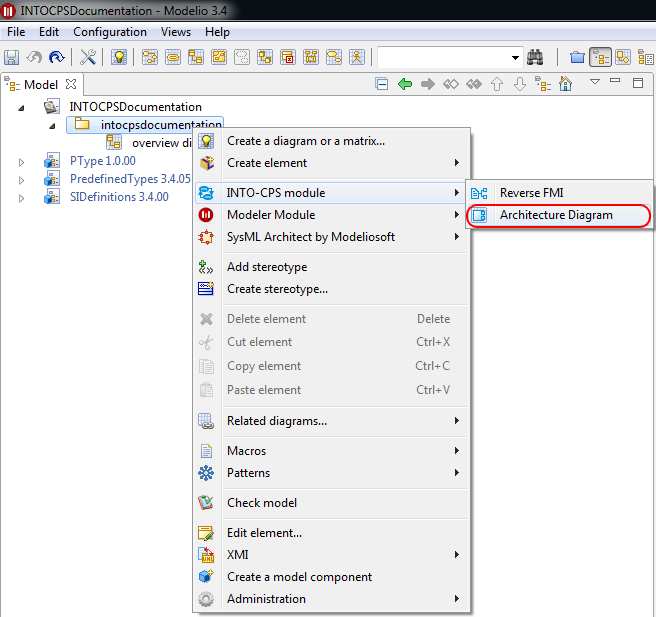 INTOCPSDocumentation - Modelio 3.4
File Edit Configuration Views Help
Model
INTOCPSDocumentation
intocpsdocumentation
overview di
PType 1.0.00
PredefinedTypes 3.4.05
SIDefinitions 3.4.00
Create a diagram or a matrix...
Create element
INTO-CPS module
Modeler Module
SysML Architect by Modeliosoft
Add stereotype
Create stereotype...
Delete element Delete
Cut element Ctrl+X
Copy element Ctrl+C
Paste element Ctrl+V
Related diagrams...
Macros
Patterns
Check model
Edit element...
XMI
Create a model component
Administration
Reverse FMI
Architecture Diagram